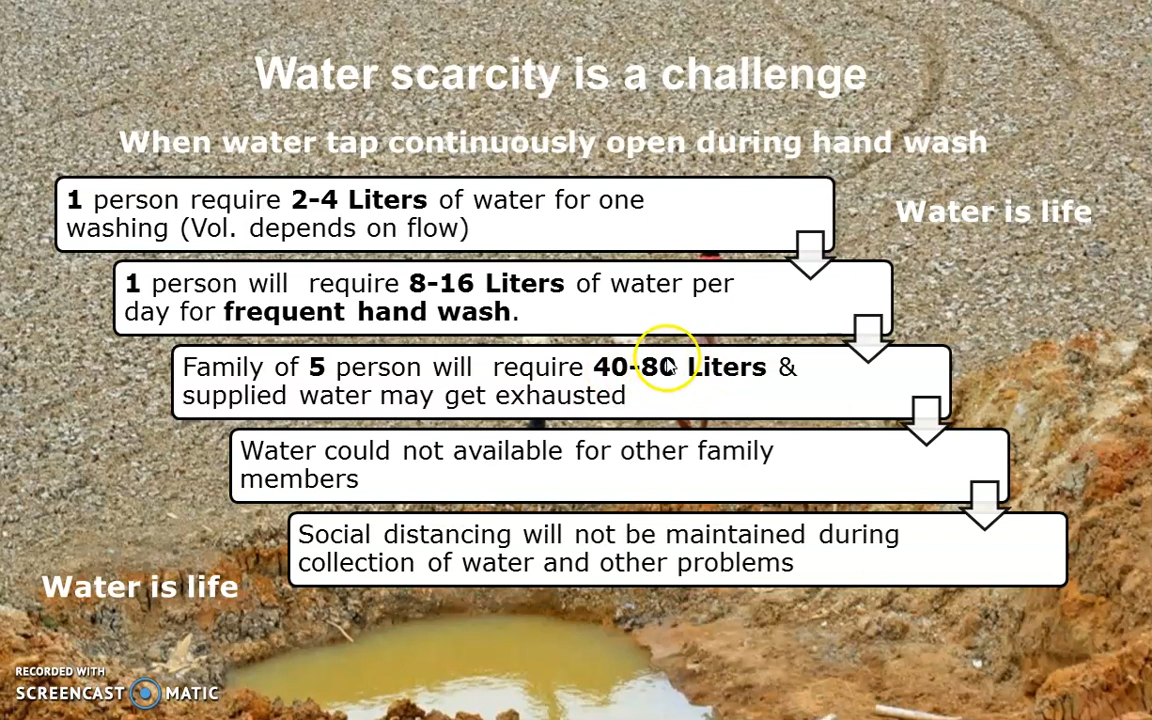 Water scarcity is a challenge
When water tap continuously open during hand wash
1 person require 2-4 Liters of water for one
washing (Vol. depends on flow)
Water is life
1 person will require 8-16 Liters of water per
day for frequent hand wash.
Family of 5 person will require 40-80 Liters &
supplied water may get exhausted
Water could not available for other family
members
Social distancing will not be maintained during
collection of water and other problems
Water is life
RECORDED WITH
SCREENCAST MATIC